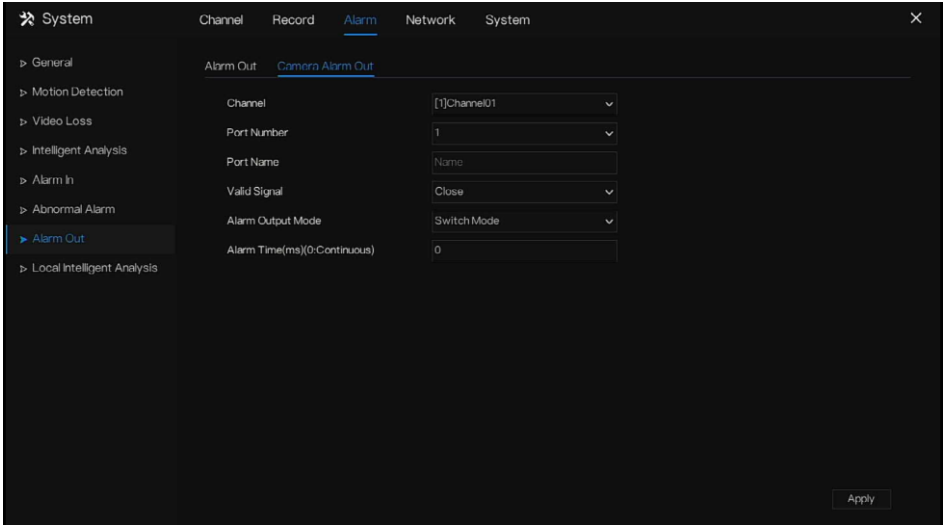 System
Channel Record Alarm Network System
General
Motion Detection
Video Loss
Intelligent Analysis
Alarm In
Abnormal Alarm
Alarm Out
Local Intelligent Analysis
Alarm Out Camera Alarm Out
Channel [1]Channel01
Port Number 1
Port Name Name
Valid Signal Close
Alarm Output Mode Switch Mode
Alarm Time(ms)(0:Continuous) 0
Apply